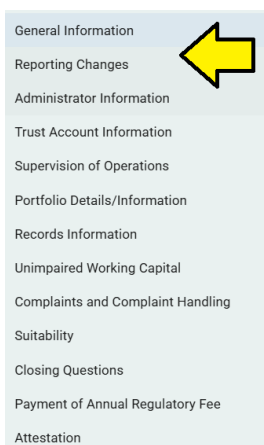 General Information
Reporting Changes
Administrator Information
Trust Account Information
Supervision of Operations
Portfolio Details/Information
Records Information
Unimpaired Working Capital
Complaints and Complaint Handling
Suitability
Closing Questions
Payment of Annual Regulatory Fee
Attestation